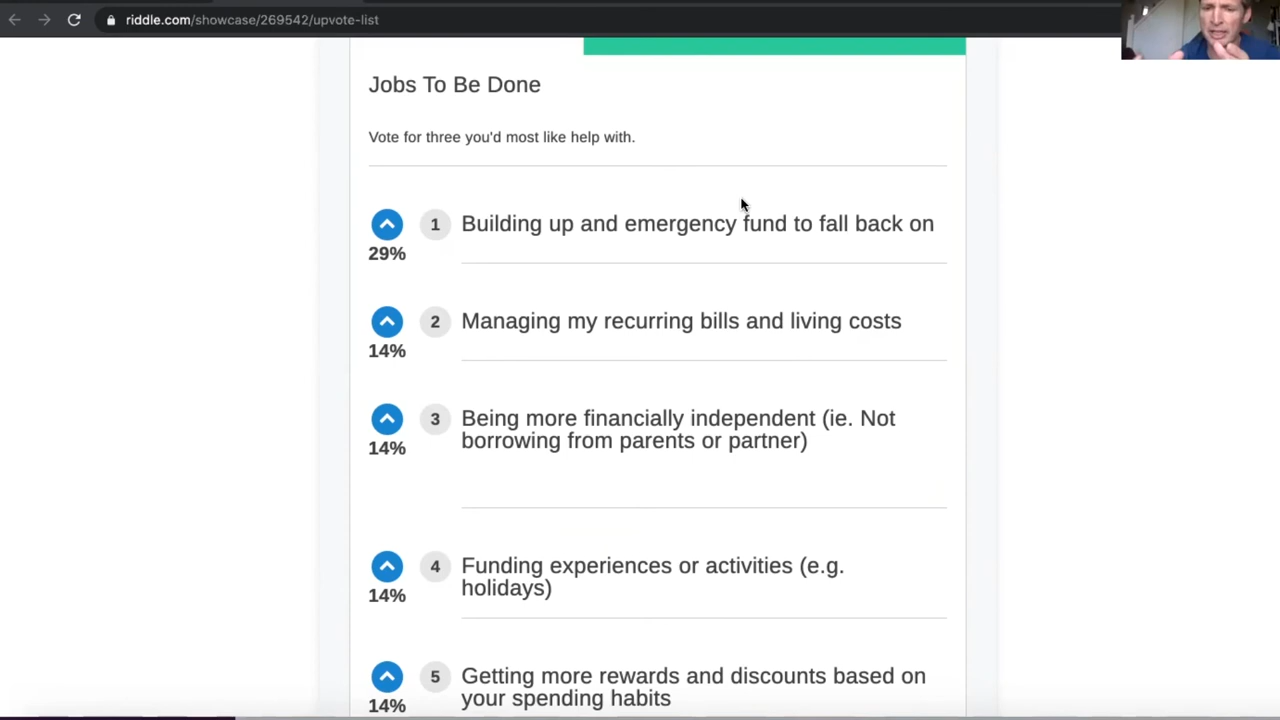 riddle.com/showcase/269542/upvote-list
Jobs To Be Done
Vote for three you'd most like help with.
1 Building up and emergency fund to fall back on
29%
2 Managing my recurring bills and living costs
14%
3 Being more financially independent (ie. Not
borrowing from parents or partner)
14%
4 Funding experiences or activities (e.g.
holidays)
14%
5 Getting more rewards and discounts based on
your spending habits
14%